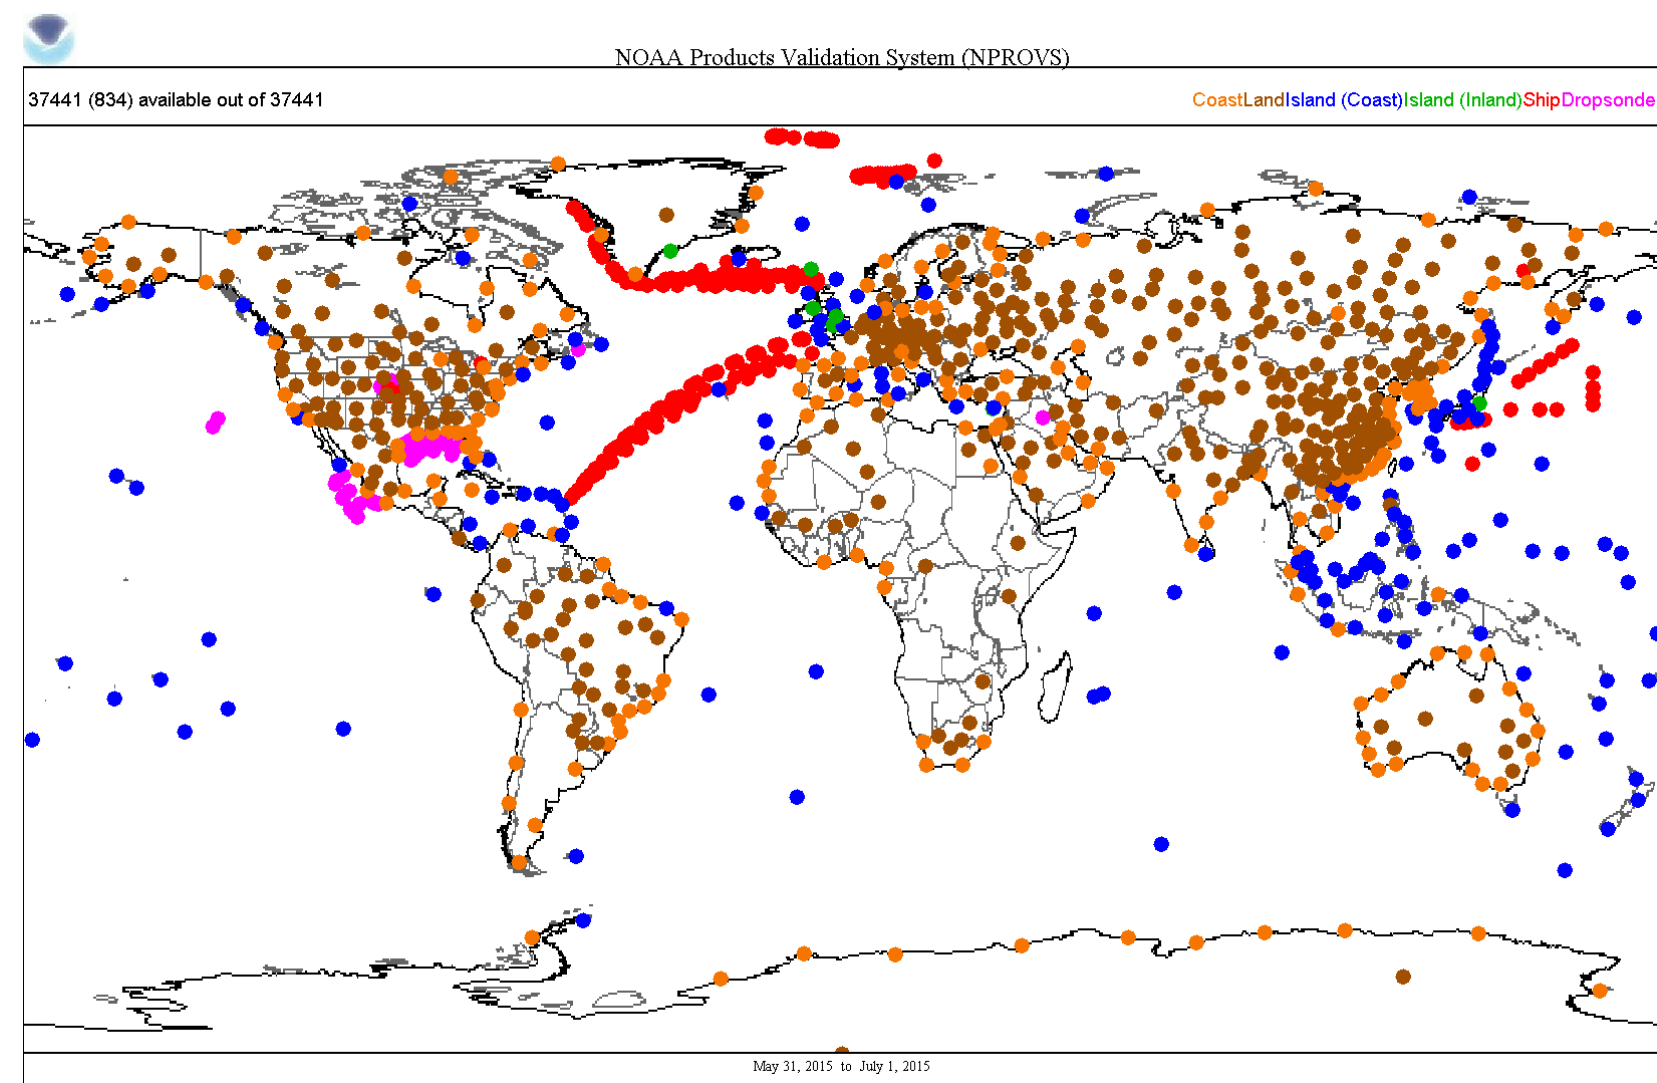 NOAA Products Validation System (NPROVS)
37441 (834) available out of 37441
CoastLandIsland (Coast)Island (Inland)ShipDropsonde
May 31, 2015 to July 1, 2015